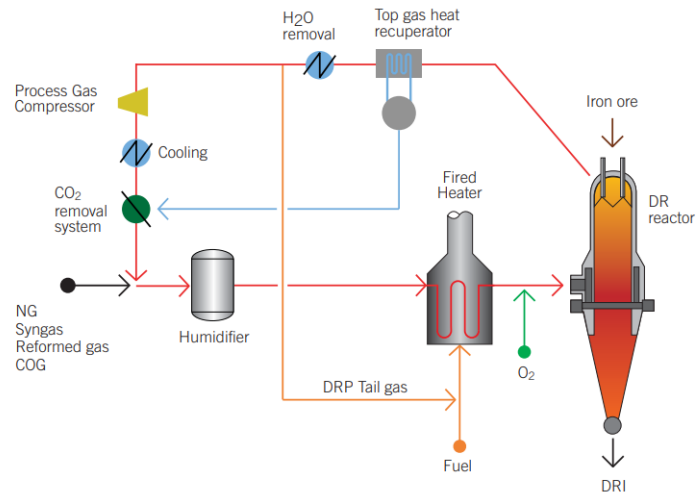 H2O
removal
Top gas heat
recuperator
Process Gas
Compressor
Iron ore
Cooling
Fired
Heater
CO2
removal
system
DR
reactor
NG
Syngas
Reformed gas
COG
Humidifier
O2
DRP Tail gas
Fuel
DRI